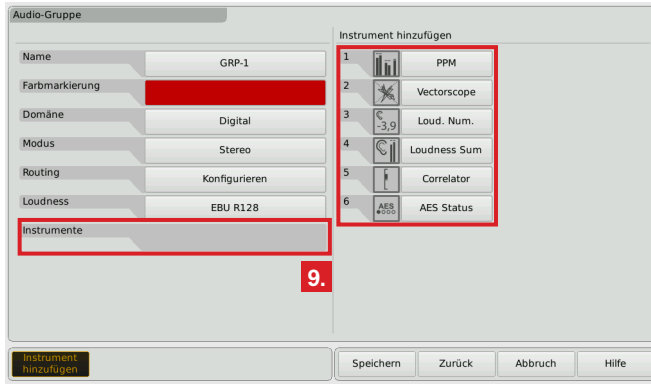 Audio-Gruppe
Name
GRP-1
Farbmarkierung
Domäne
Digital
Modus
Stereo
Routing
Konfigurieren
Loudness
EBU R128
Instrumente
9.
Instrument hinzufügen
1
PPM
2
Vectorscope
3
-3,9
Loud. Num.
4
Loudness Sum
5
Correlator
6
AES
AES Status
Instrument
hinzufügen
Speichern
Zurück
Abbruch
Hilfe